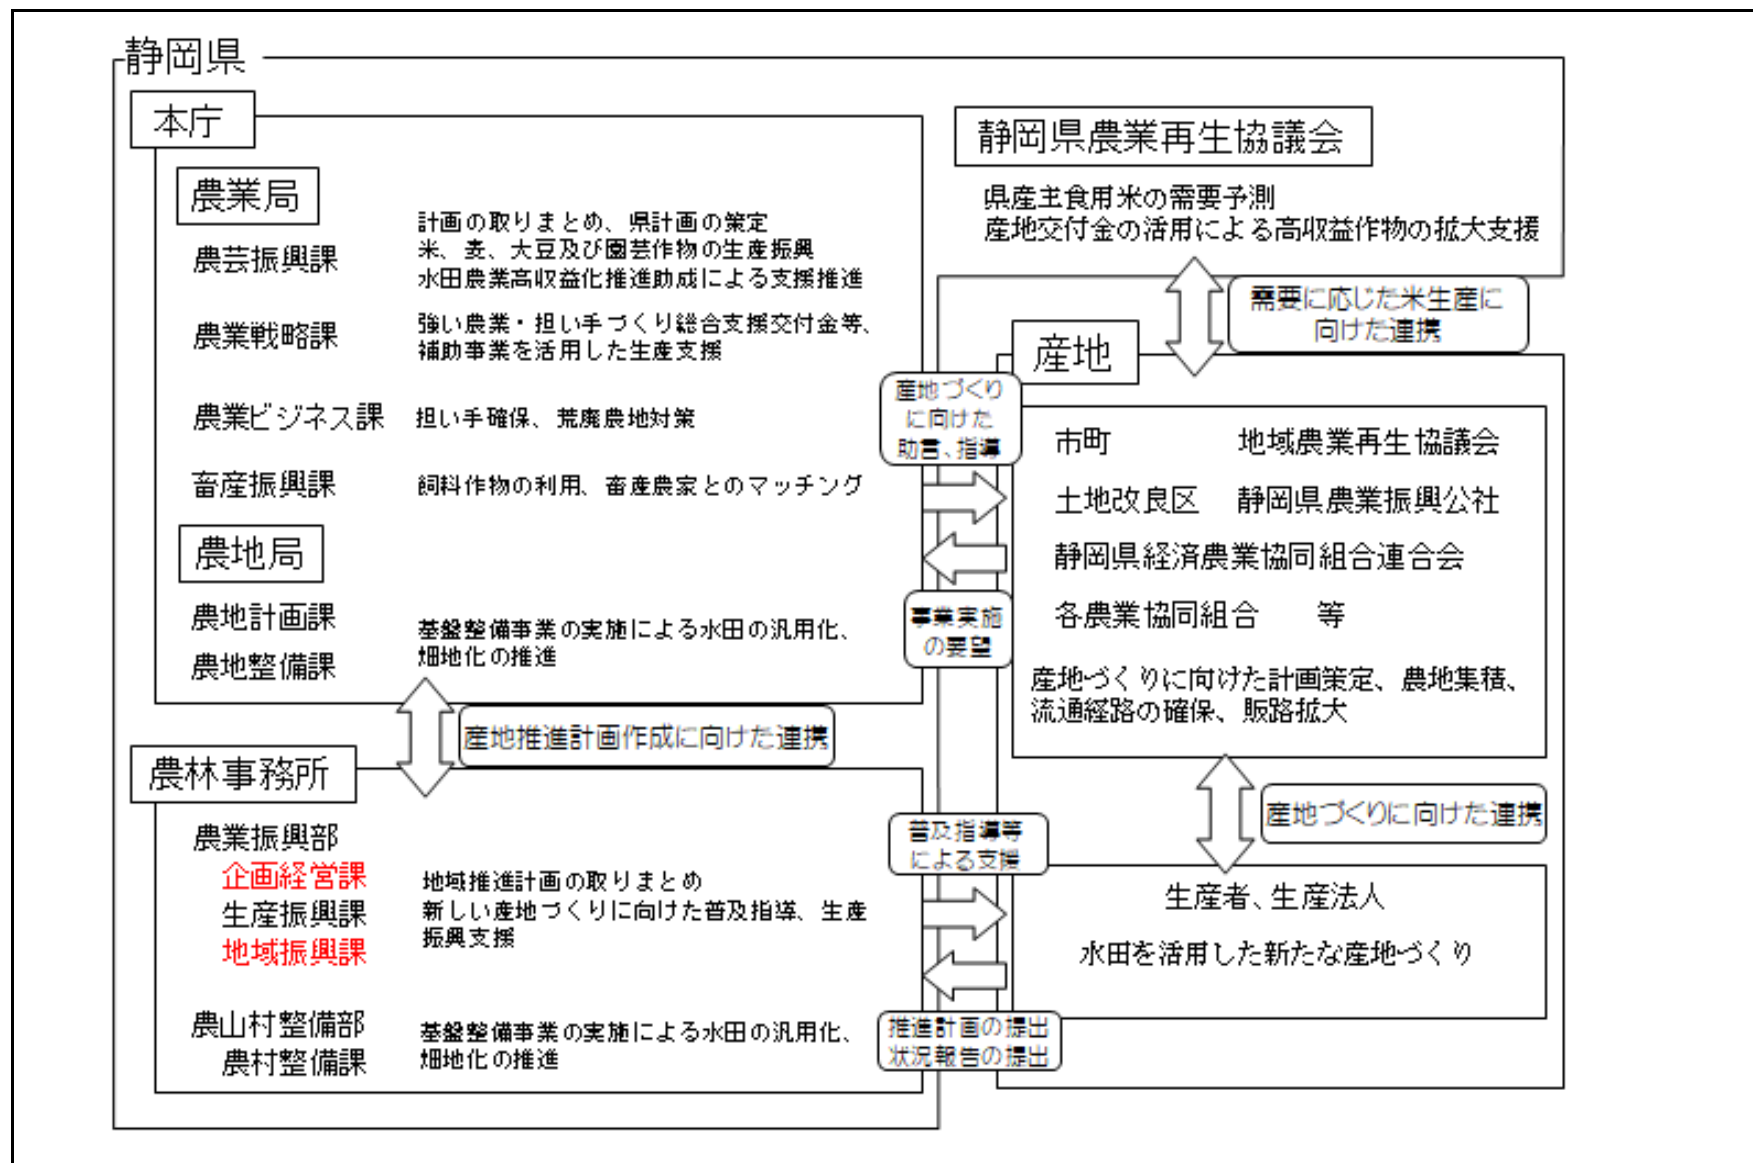 静岡県
本庁
農業局
農芸振興課
計画の取りまとめ、県計画の策定
米、麦、大豆及び園芸作物の生産振興
水田農業高収益化推進助成による支援推進
農業戦略課
強い農業・担い手づくり総合支援交付金等、
補助事業を活用した生産支援
農業ビジネス課
担い手確保、荒廃農地対策
畜産振興課
飼料作物の利用、畜産農家とのマッチング
農地局
農地計画課
農地整備課
基盤整備事業の実施による水田の汎用化、
畑地化の推進
産地推進計画作成に向けた連携
農林事務所
農業振興部
企画経営課
生産振興課
地域振興課
地域推進計画の取りまとめ
新しい産地づくりに向けた普及指導、生産
振興支援
農山村整備部
農村整備課
基盤整備事業の実施による水田の汎用化、
畑地化の推進
産地づくり
に向けた
助言、指導
事業実施
の要望
普及指導等
による支援
推進計画の提出
状況報告の提出
静岡県農業再生協議会
県産主食用米の需要予測
産地交付金の活用による高収益作物の拡大支援
需要に応じた米生産に
向けた連携
産地
市町 地域農業再生協議会
土地改良区 静岡県農業振興公社
静岡県経済農業協同組合連合会
各農業協同組合 等
産地づくりに向けた計画策定、農地集積、
流通経路の確保、販路拡大
産地づくりに向けた連携
生産者、生産法人
水田を活用した新たな産地づくり